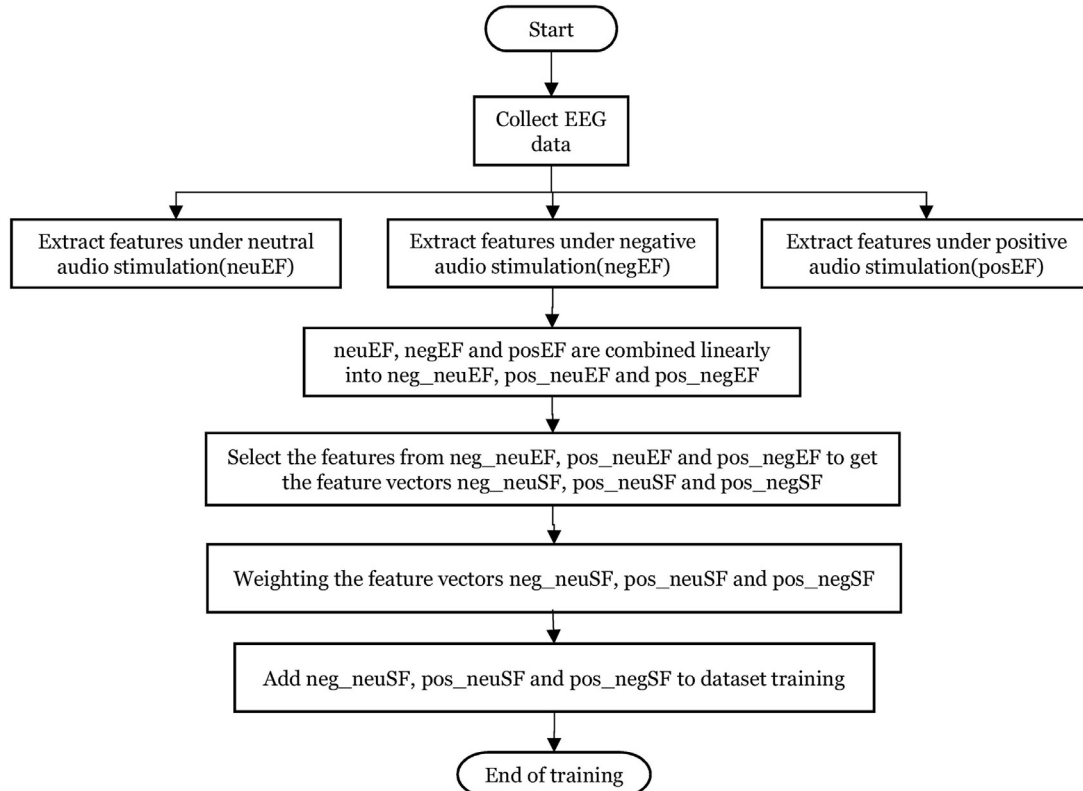 Start
Collect EEG
data
Extract features under neutral
audio stimulation(neuEF)
Extract features under negative
audio stimulation(negEF)
Extract features under positive
audio stimulation(posEF)
neuEF, negEF and posEF are combined linearly
into neg_neuEF, pos_neuEF and pos_negEF
Select the features from neg_neuEF, pos_neuEF and pos_negEF to get
the feature vectors neg_neuSF, pos_neuSF and pos_negSF
Weighting the feature vectors neg_neuSF, pos_neuSF and pos_negSF
Add neg_neuSF, pos_neuSF and pos_negSF to dataset training
End of training